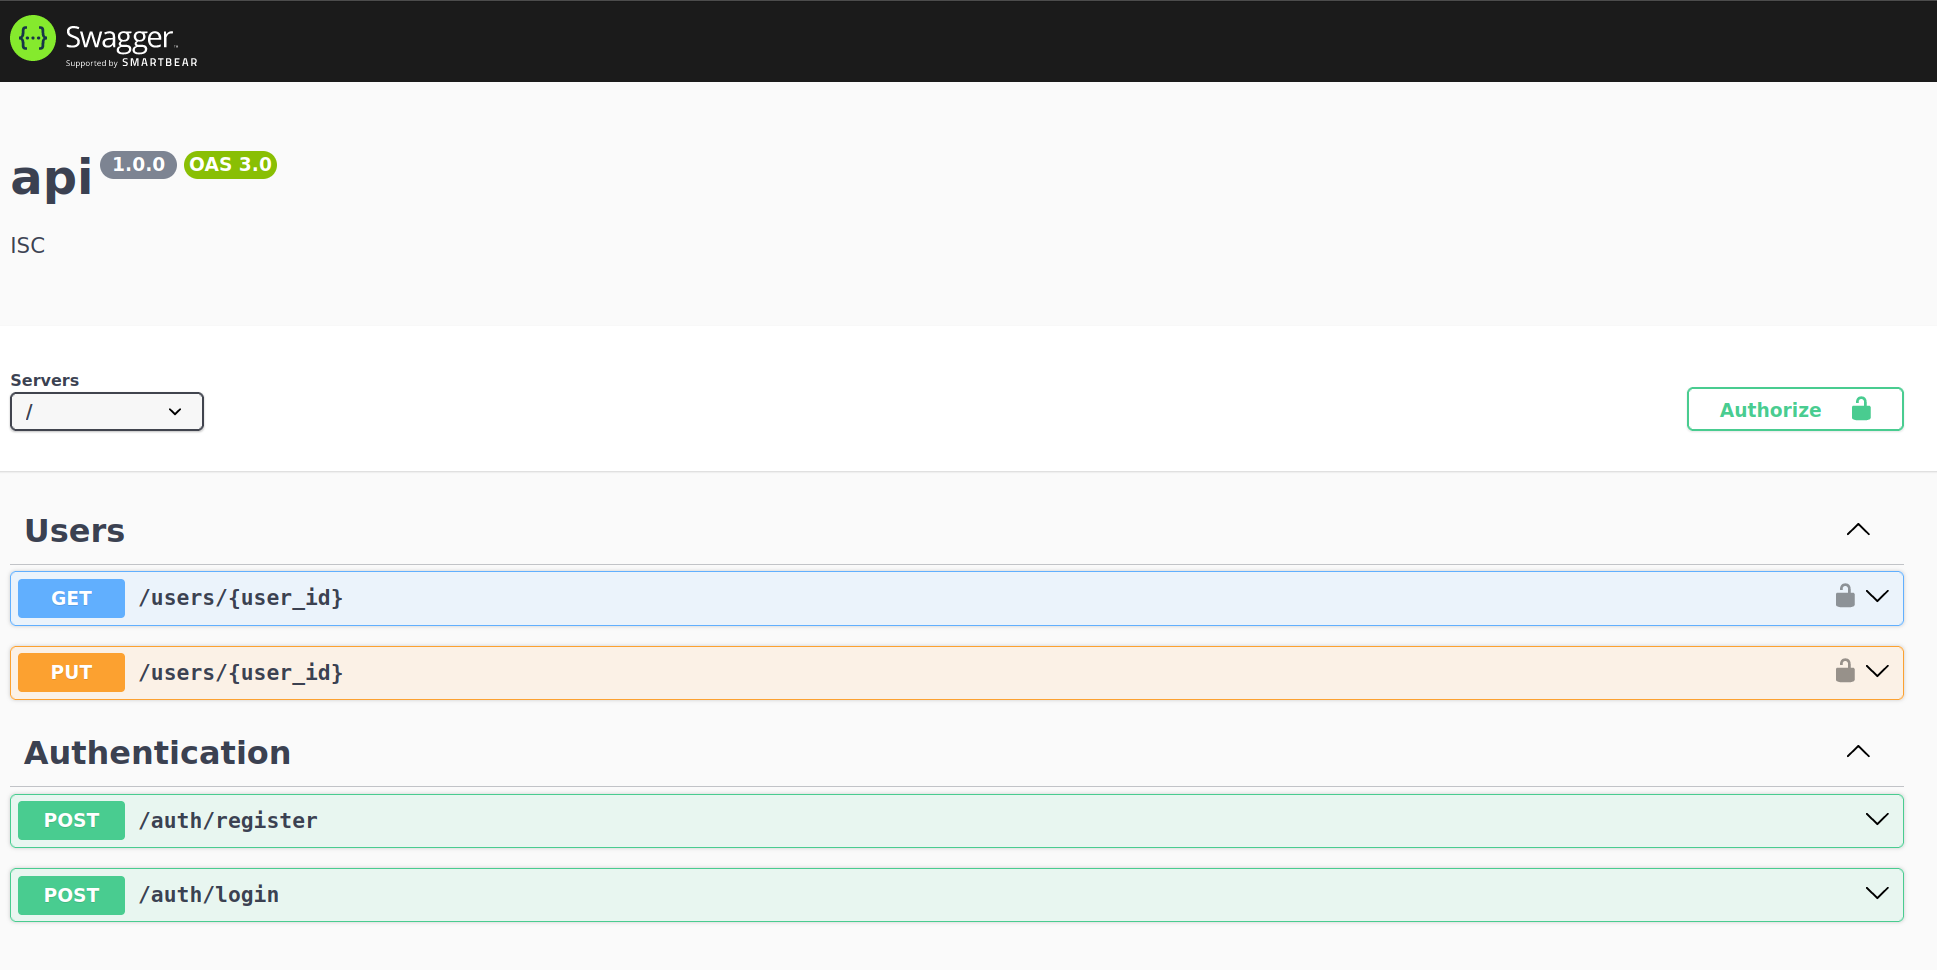 {···} Swagger™
Supported by SMARTBEAR
api 1.0.0 OAS 3.0
ISC
Servers
/
Authorize
Users
GET /users/{user_id}
PUT /users/{user_id}
Authentication
POST /auth/register
POST /auth/login